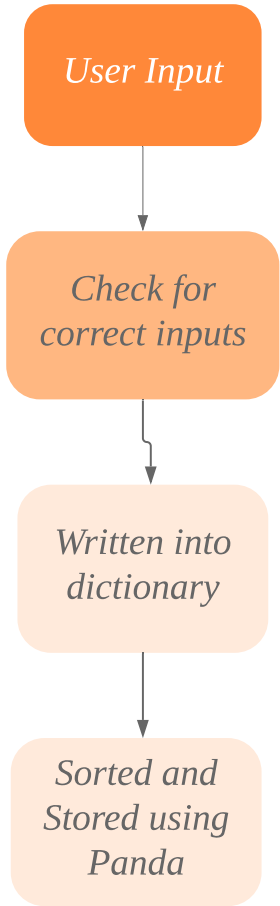 User Input
Check for
correct inputs
Written into
dictionary
Sorted and
Stored using
Panda